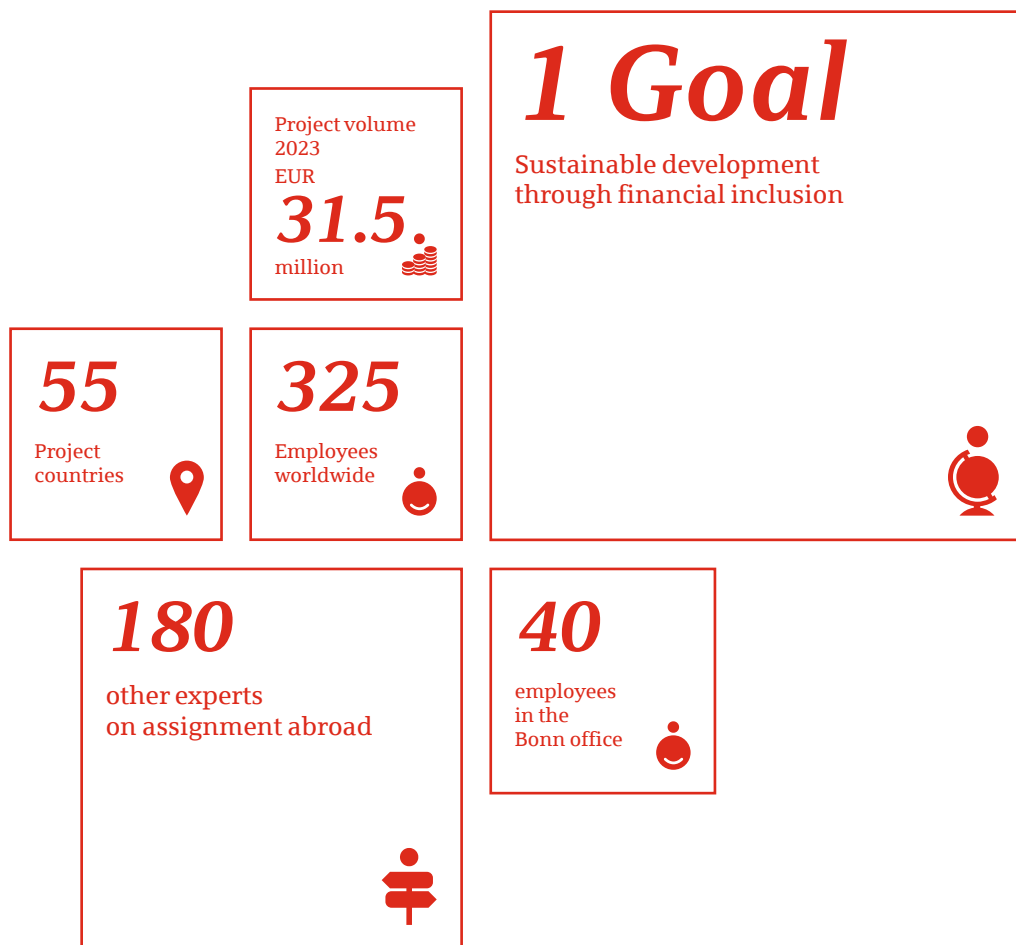 1 Goal
Sustainable development
through financial inclusion
Project volume
2023
EUR
31.5
million
55
Project
countries
325
Employees
worldwide
180
other experts
on assignment abroad
40
employees
in the
Bonn office